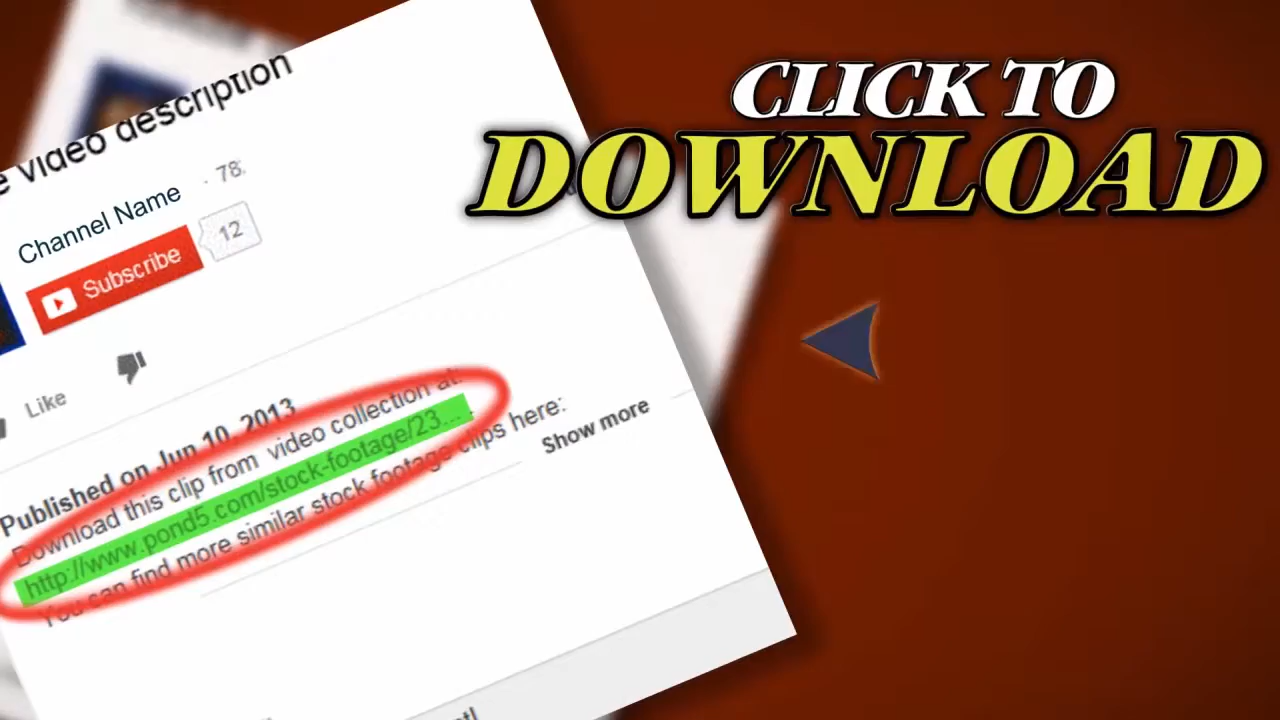 CLICK TO
DOWNLOAD
video description
Channel Name
78
Subscribe
12
Like
Published on Jun 10, 2013
Download this clip from video collection at:
http://www.pond5.com/stock-footage/23...
You can find more similar stock footage clips here:
Show more